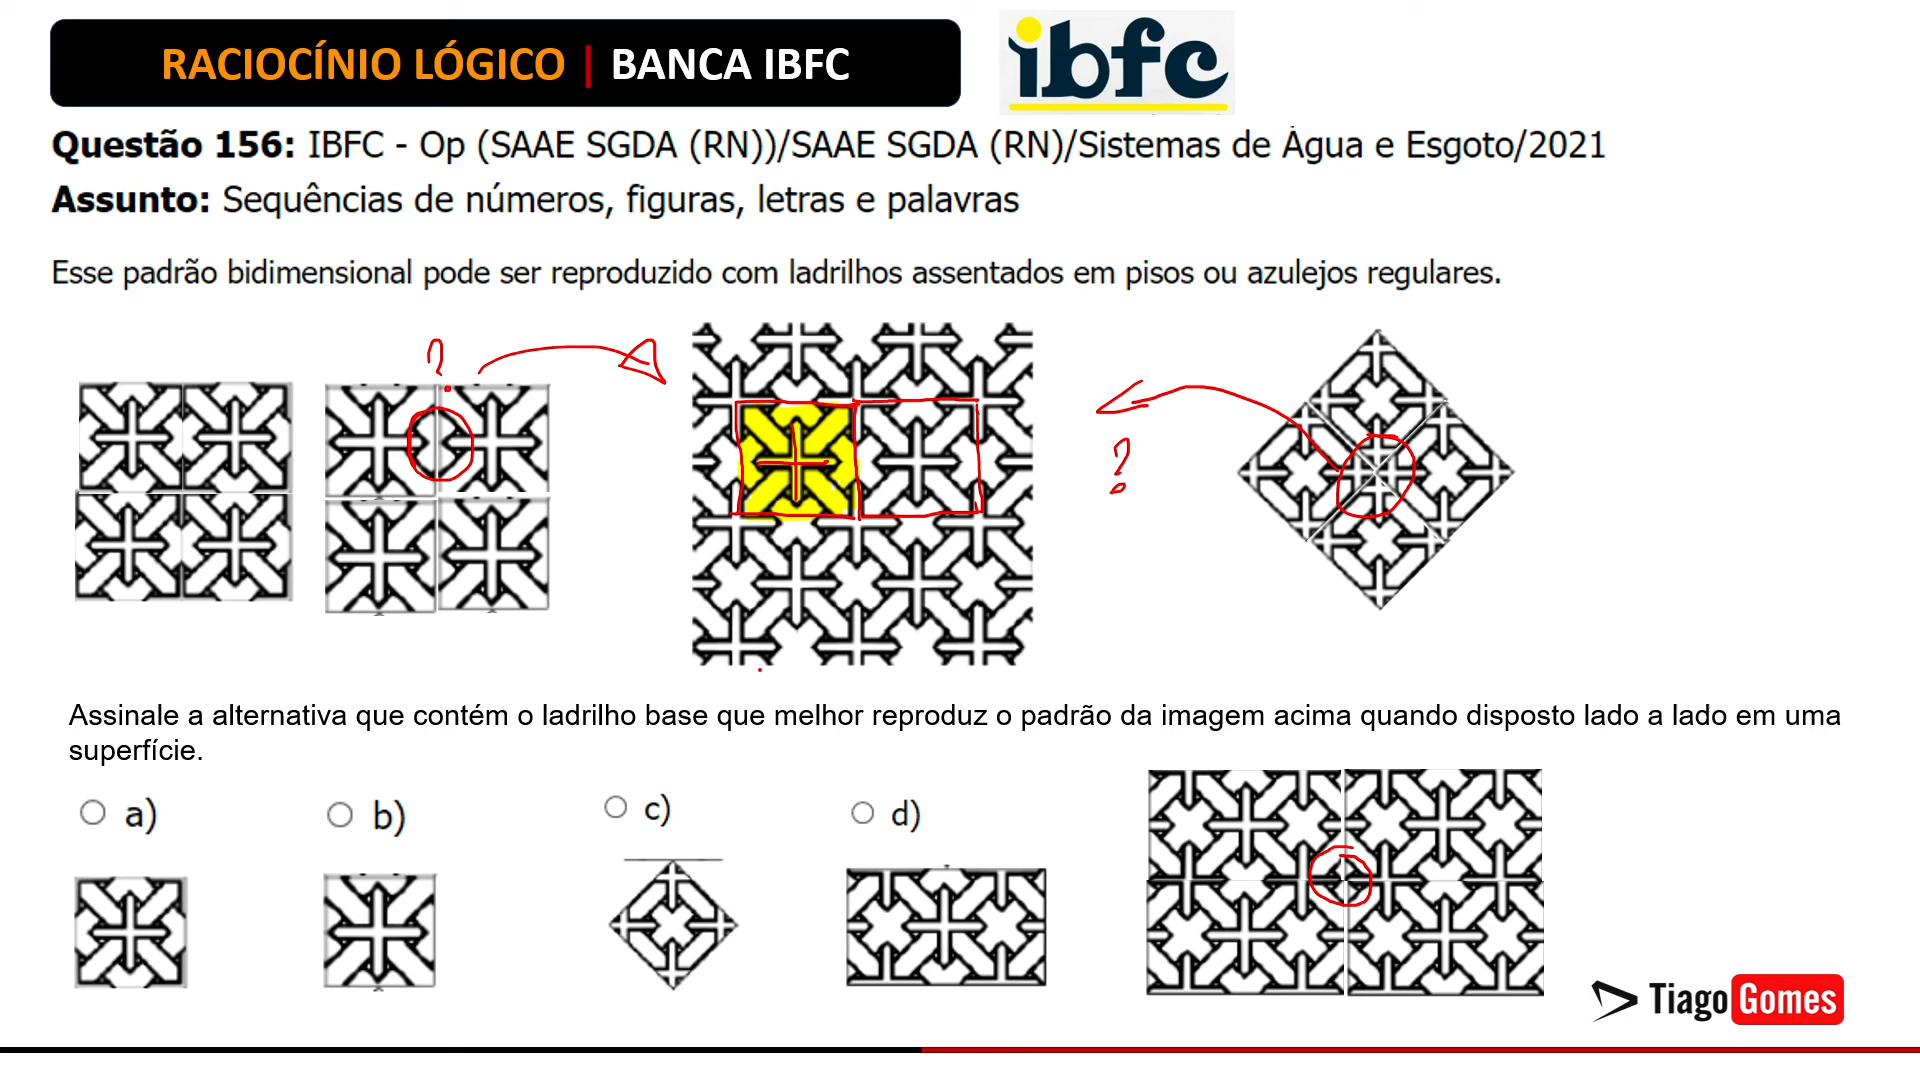 RACIOCÍNIO LÓGICO | BANCA IBFC
ibfc
Questão 156: IBFC - Op (SAAE SGDA (RN))/SAAE SGDA (RN)/Sistemas de Água e Esgoto/2021
Assunto: Sequências de números, figuras, letras e palavras
Esse padrão bidimensional pode ser reproduzido com ladrilhos assentados em pisos ou azulejos regulares.
?
?
Assinale a alternativa que contém o ladrilho base que melhor reproduz o padrão da imagem acima quando disposto lado a lado em uma
superfície.
a)
b)
c)
d)
Tiago Gomes